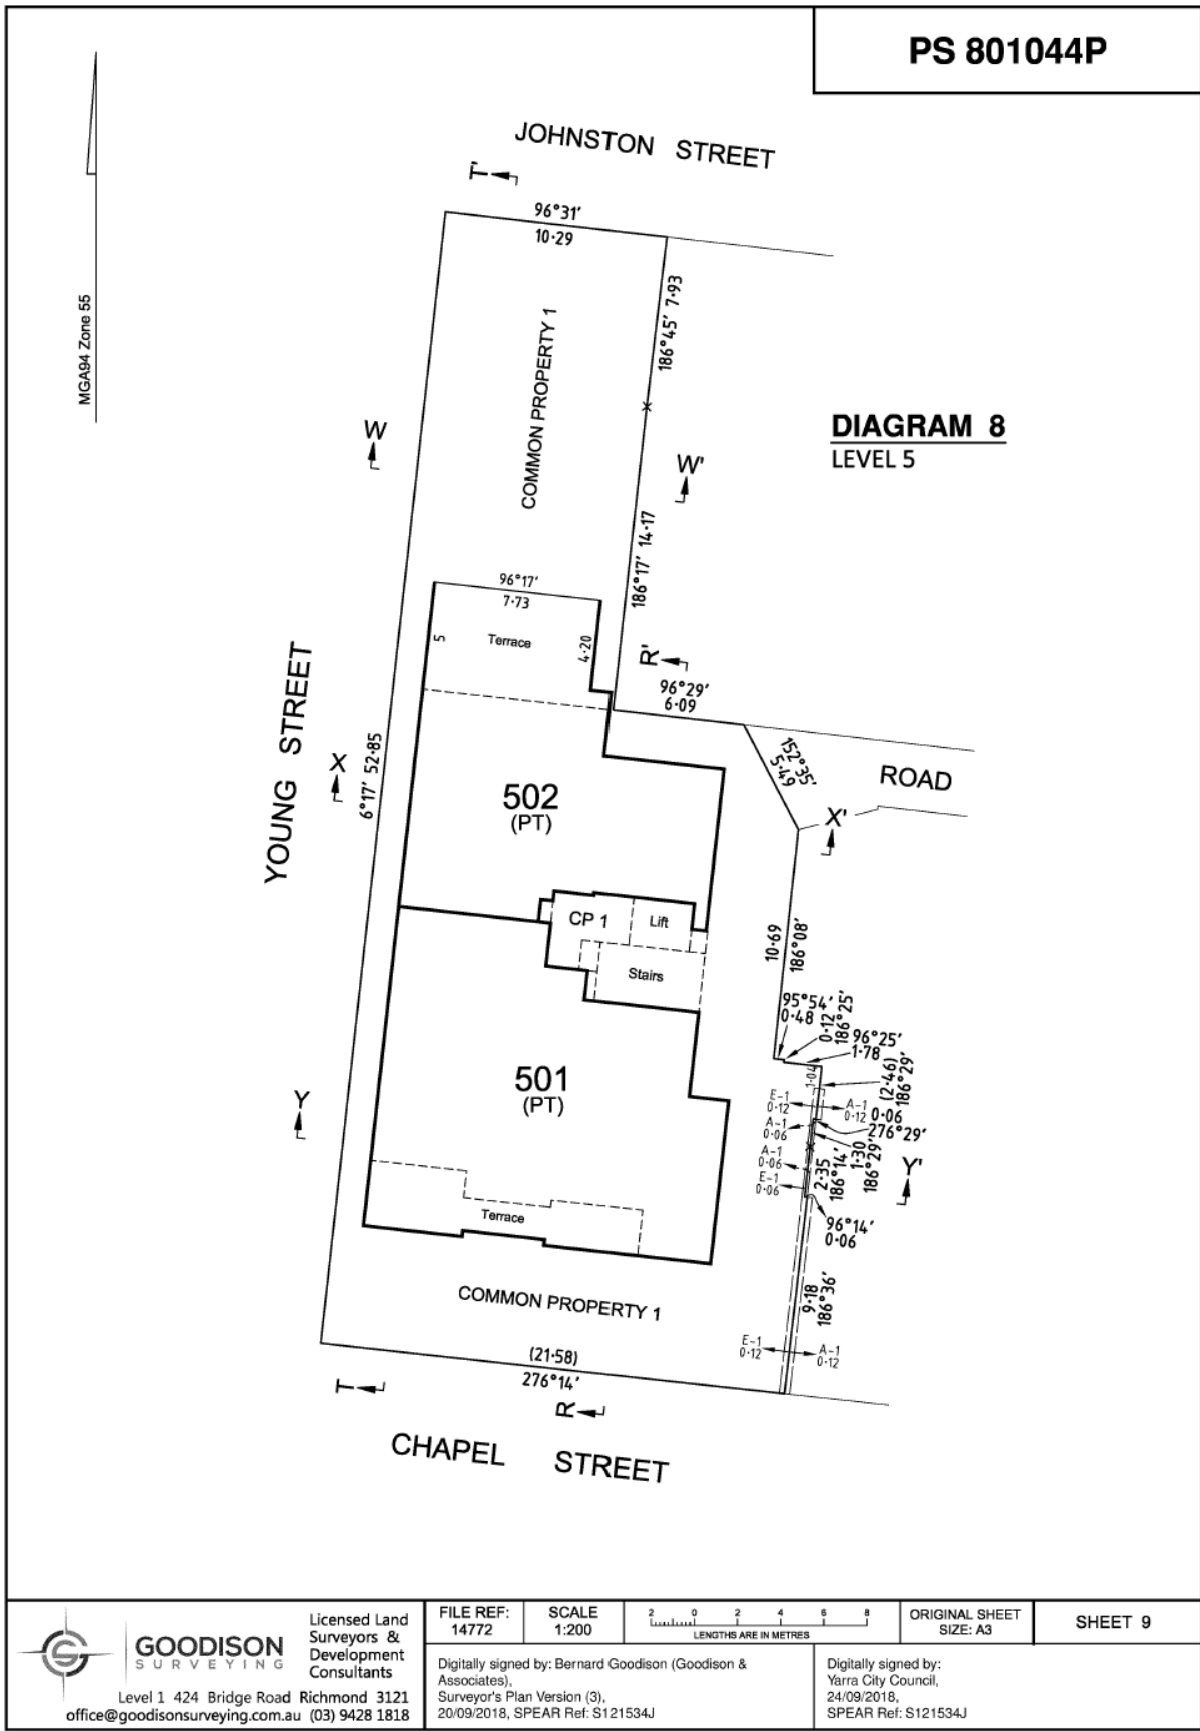 PS 801044P
JOHNSTON STREET
T'
96°31'
10·29
MGA94 Zone 55
COMMON PROPERTY 1
186°45' 7·93
DIAGRAM 8
LEVEL 5
W
W'
186°17' 14·17
96°17'
7·73
5
Terrace
4·20
R'
96°29'
6·09
YOUNG STREET
6°17' 52·85
X
152°35'
5·49
ROAD
502
(PT)
X'
CP 1
Lift
Stairs
10·69
186°08'
95°54'
0·48
0·12
186°25'
96°25'
1·78
1·04
(2·46)
186°29'
501
(PT)
Y
E-1
0·12
A-1
0·12
0·06
276°29'
A-1
0·06
A-1
0·06
E-1
0·06
2·35
186°14'
1·30
186°29'
Y'
96°14'
0·06
Terrace
9·18
186°36'
COMMON PROPERTY 1
E-1
0·12
A-1
0·12
(21·58)
276°14'
T
R
CHAPEL STREET
GOODISON
SURVEYING
Licensed Land
Surveyors &
Development
Consultants
Level 1 424 Bridge Road Richmond 3121
office@goodisonsurveying.com.au (03) 9428 1818
FILE REF:
14772
SCALE
1:200
2 0 2 4 6 8
LENGTHS ARE IN METRES
ORIGINAL SHEET
SIZE: A3
SHEET 9
Digitally signed by: Bernard Goodison (Goodison &
Associates),
Surveyor's Plan Version (3),
20/09/2018, SPEAR Ref: S121534J
Digitally signed by:
Yarra City Council,
24/09/2018,
SPEAR Ref: S121534J